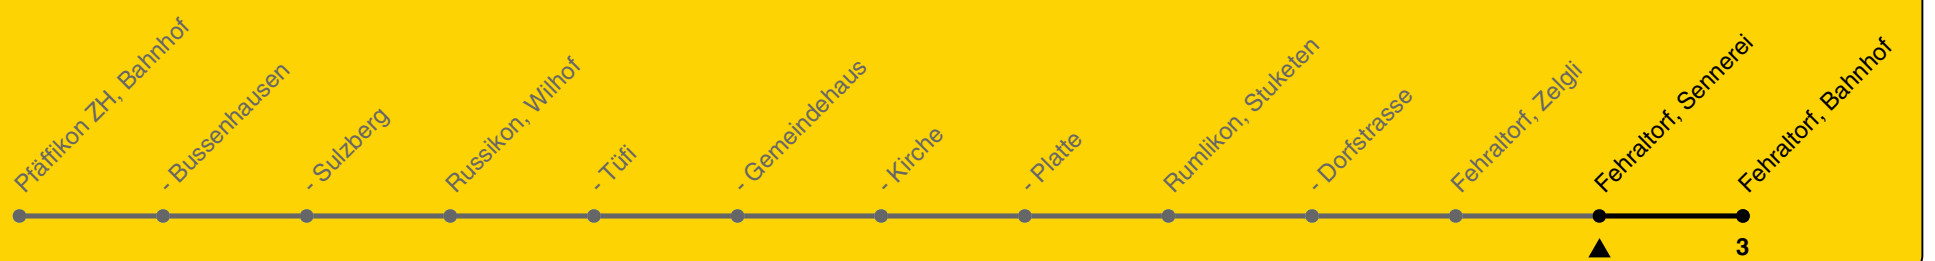 Pfäffikon ZH, Bahnhof
- Bussenhausen
- Sulzberg
Russikon, Wilhof
- Tüfi
- Gemeindehaus
- Kirche
- Platte
Rumlikon, Stuketen
- Dorfstrasse
Fehraltorf, Zelgli
Fehraltorf, Sennerei
Fehraltorf, Bahnhof
3